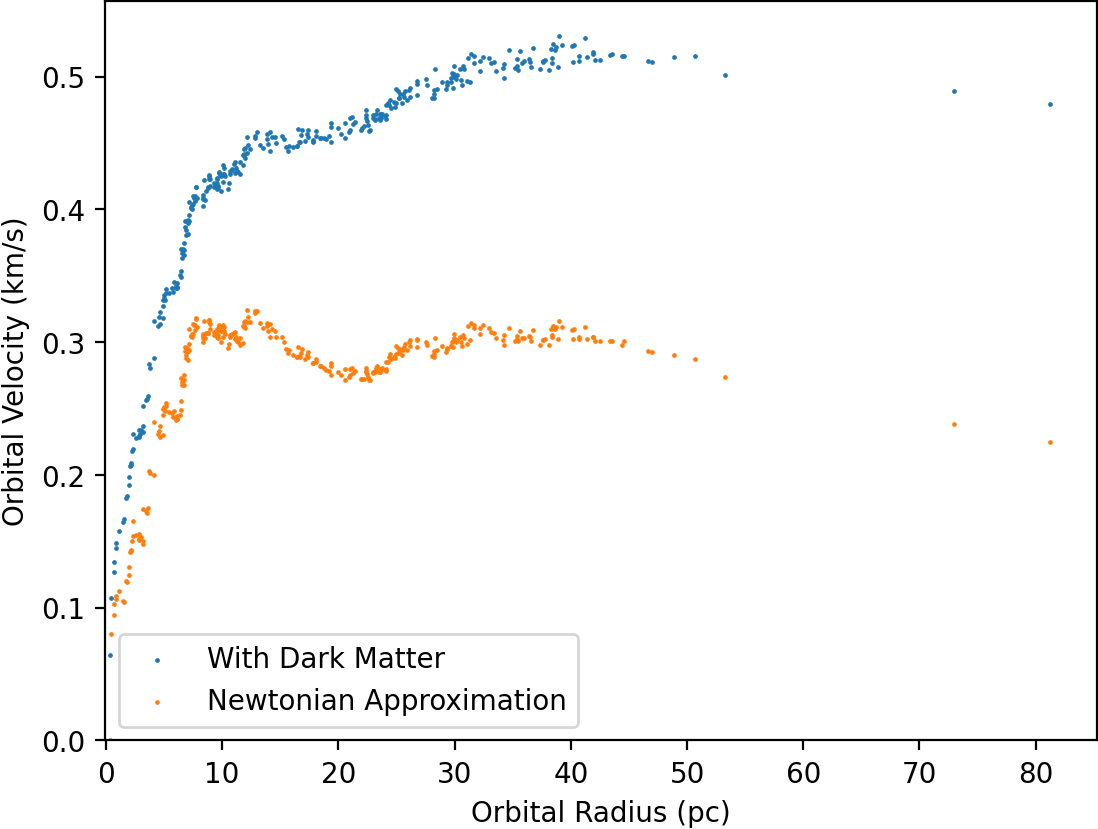 Orbital Velocity (km/s)
0.5
0.4
0.3
0.2
0.1
0.0
With Dark Matter
Newtonian Approximation
0 10 20 30 40 50 60 70 80
Orbital Radius (pc)